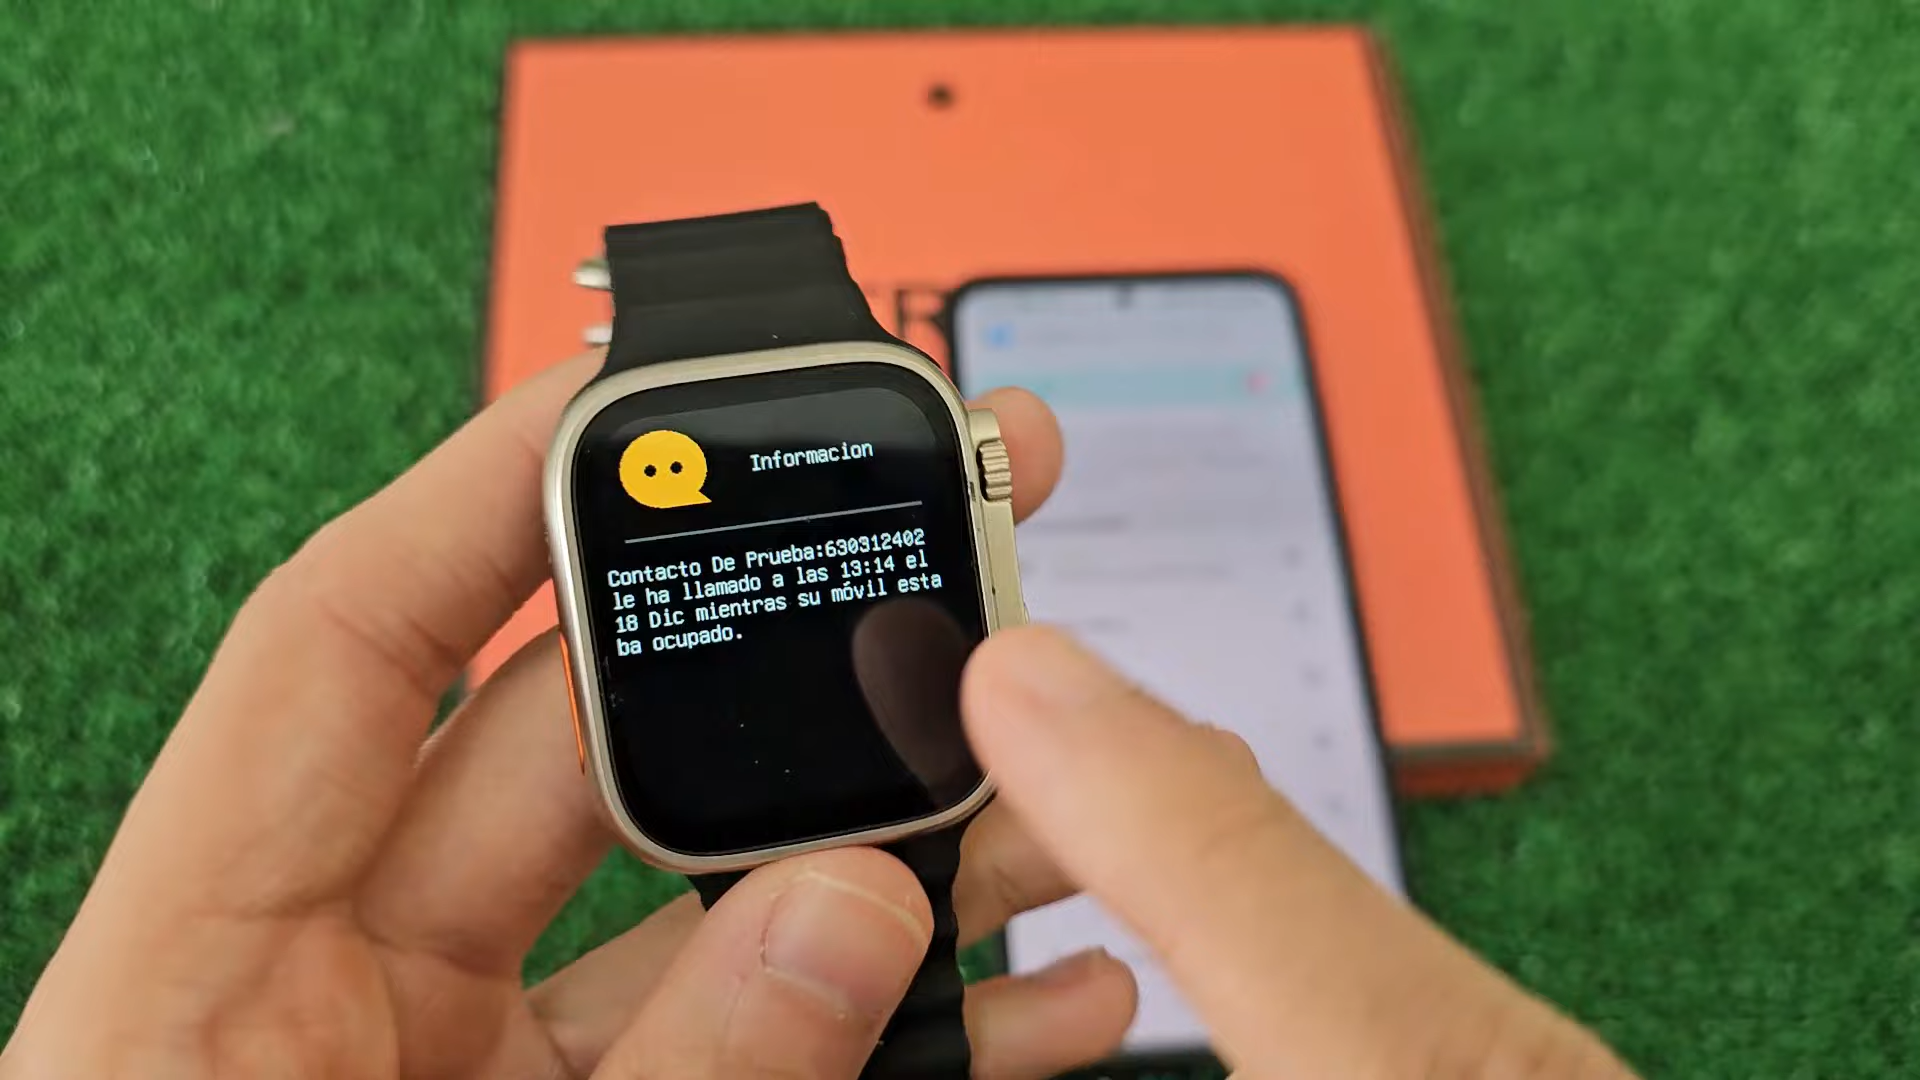 Informacion
Contacto De Prueba:630312402
le ha llamado a las 13:14 el
18 Dic mientras su móvil esta
ba ocupado.